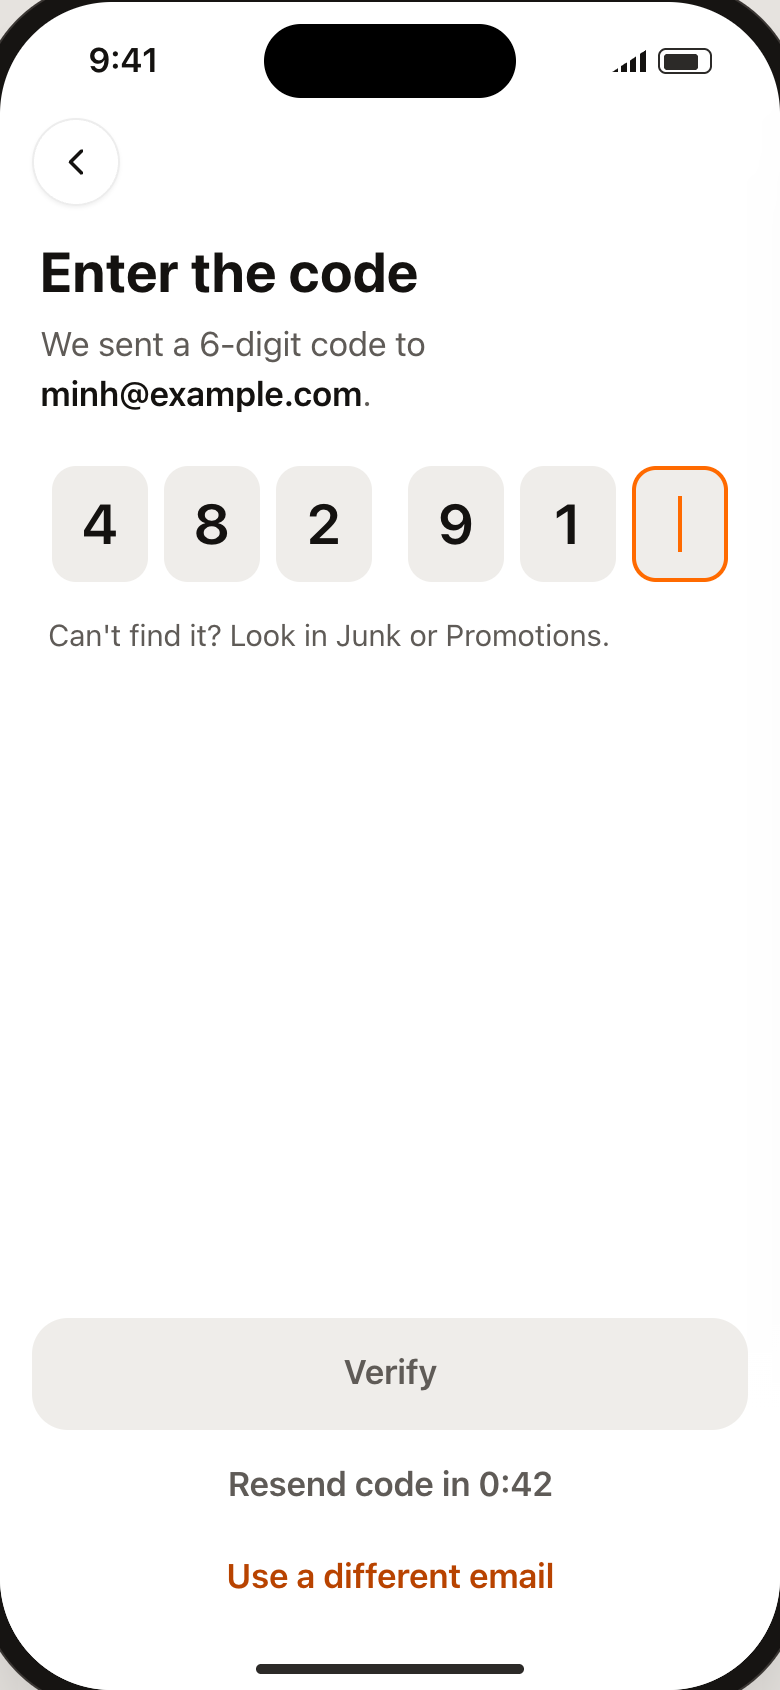 9:41
Enter the code
We sent a 6-digit code to
minh@example.com.
4 8 2 9 1
Can't find it? Look in Junk or Promotions.
Verify
Resend code in 0:42
Use a different email